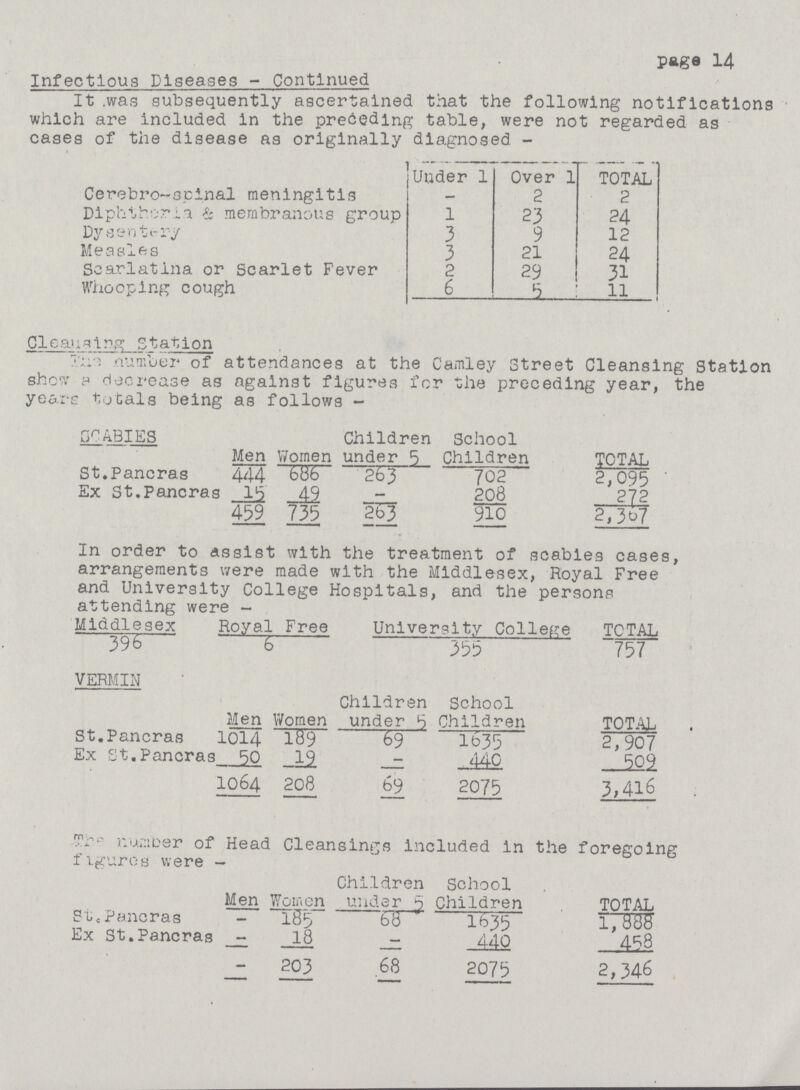 page 14
Infectious Diseases - Continued
It was subsequently ascertained that the following notifications
which are included in the preceding table, were not regarded as
cases of the disease as originally diagnosed -
Under 1 Over 1 TOTAL
Cerebro-spinal meningitis - 2 2
Diphtheria & membranous group 1 23 24
Dysentery 3 9 12
Measles 3 21 24
Scarlatina or Scarlet Fever 2 29 31
Whooping cough 6 5 11
Cleansing Station
The number of attendances at the Camley Street Cleansing Station
show a decrease as against figures for the preceding year, the
years totals being as follows -
SCABIES Children School
Men Women under 5 Children TOTAL
St.Pancras 444 686 263 702 2,095
Ex St.Pancras 15 49 - 208 272
459 735 263 910 2,367
In order to assist with the treatment of scabies cases,
arrangements were made with the Middlesex, Royal Free
and University College Hospitals, and the persons
attending were -
Middlesex Royal Free University College TOTAL
396 6 355 757
VERMIN
Children School
Men Women under 5 Children TOTAL
St.Pancras 1014 189 69 1635 2,907
Ex St.Pancras 50 19 - 440 509
1064 208 69 2075 3,416
The number of Head Cleansings included in the foregoing
figures were -
Children School
Men Women under 5 Children TOTAL
St.Pancras - 185 68 1635 1,888
Ex St.Pancras - 18 - 440 458
- 203 68 2075 2,346